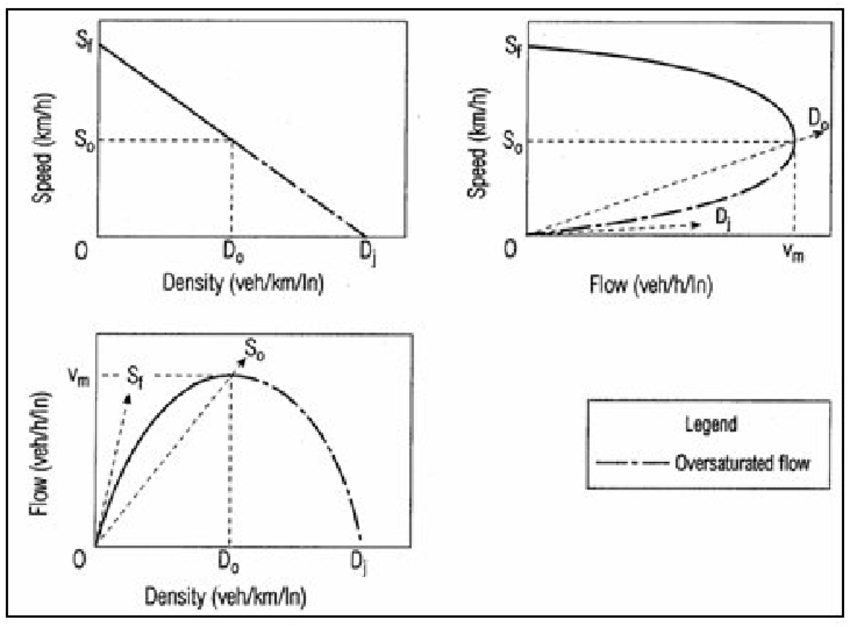 Sf
Speed (km/h)
So
O
Do
Dj
Density (veh/km/ln)
Sf
Speed (km/h)
So
Do
Dj
O
vm
Flow (veh/h/ln)
So
vm
Sf
Flow (veh/h/ln)
O
Do
Dj
Density (veh/km/ln)
Legend
Oversaturated flow